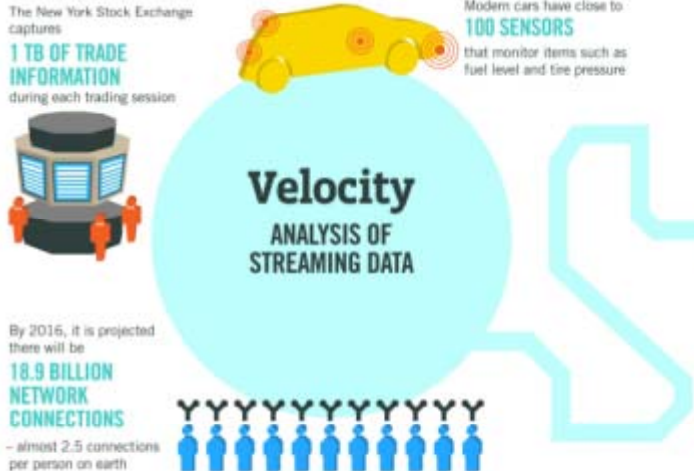 The New York Stock Exchange
captures
1 TB OF TRADE
INFORMATION
during each trading session
Modern cars have close to
100 SENSORS
that monitor items such as
fuel level and tire pressure
Velocity
ANALYSIS OF
STREAMING DATA
By 2016, it is projected
there will be
18.9 BILLION
NETWORK
CONNECTIONS
– almost 2.5 connections
per person on earth